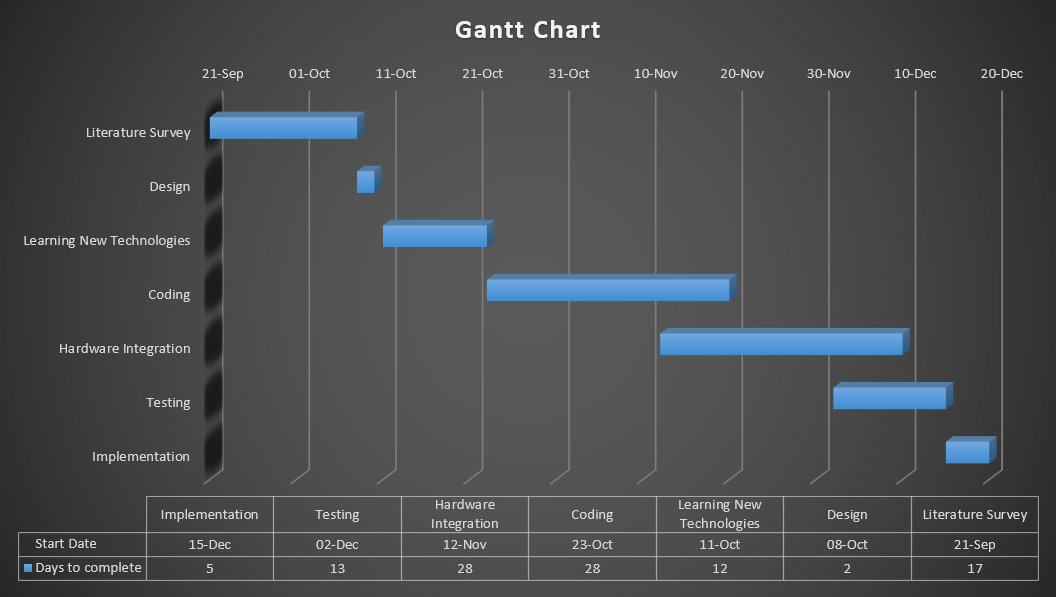 Gantt Chart
21-Sep 01-Oct 11-Oct 21-Oct 31-Oct 10-Nov 20-Nov 30-Nov 10-Dec 20-Dec
Literature Survey
Design
Learning New Technologies
Coding
Hardware Integration
Testing
Implementation
Implementation Testing Hardware Integration Coding Learning New Technologies Design Literature Survey
Start Date 15-Dec 02-Dec 12-Nov 23-Oct 11-Oct 08-Oct 21-Sep
Days to complete 5 13 28 28 12 2 17